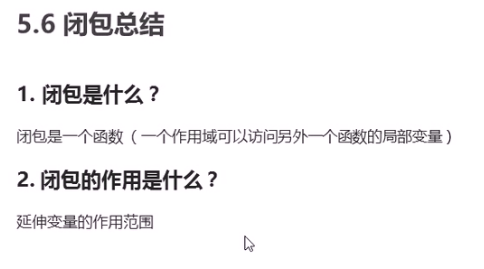 5.6 闭包总结
1. 闭包是什么？
闭包是一个函数（一个作用域可以访问另外一个函数的局部变量）
2. 闭包的作用是什么？
延伸变量的作用范围